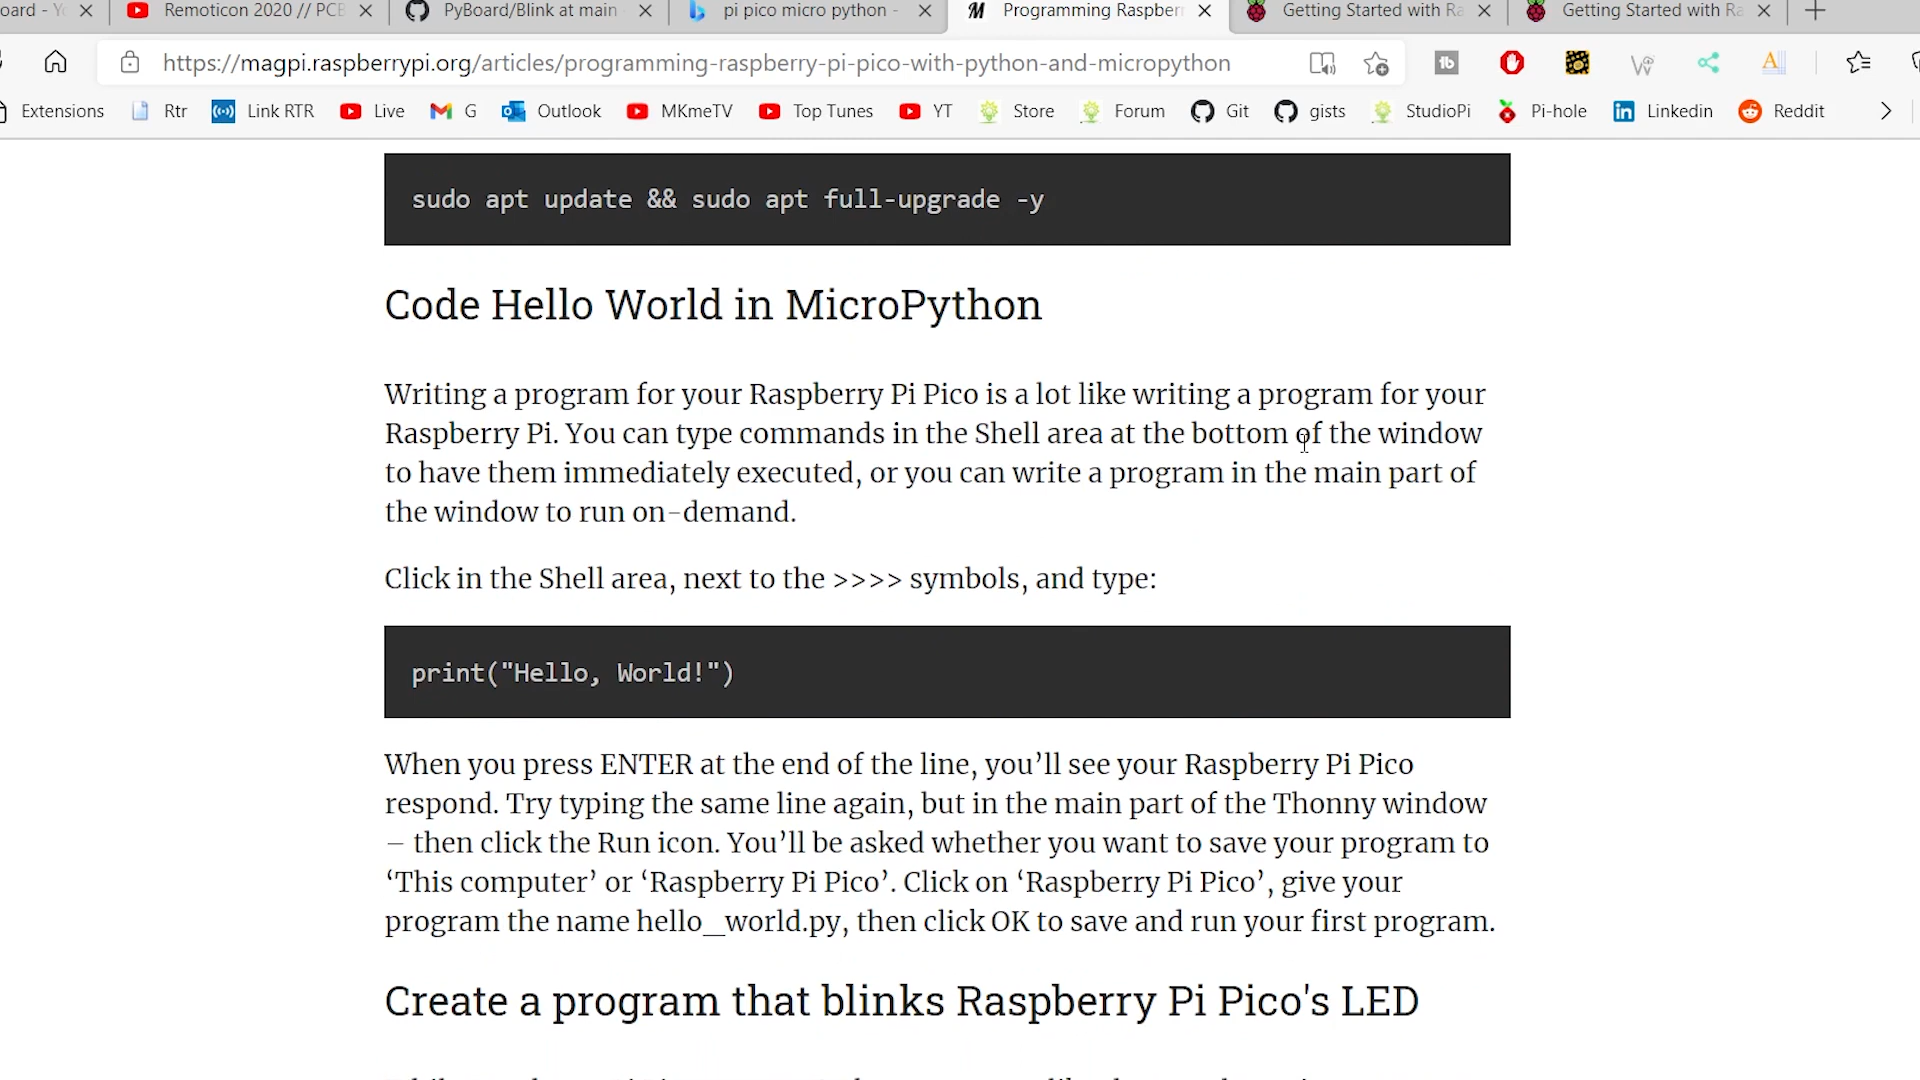 oard - Yo
Remoticon 2020 // PCB
PyBoard/Blink at main
pi pico micro python -
Programming Raspberr
Getting Started with Ra
Getting Started with Ra
https://magpi.raspberrypi.org/articles/programming-raspberry-pi-pico-with-python-and-micropython
Extensions Rtr Link RTR Live G Outlook MKmeTV Top Tunes YT Store Forum Git gists StudioPi Pi-hole Linkedin Reddit
sudo apt update && sudo apt full-upgrade -y
Code Hello World in MicroPython
Writing a program for your Raspberry Pi Pico is a lot like writing a program for your
Raspberry Pi. You can type commands in the Shell area at the bottom of the window
to have them immediately executed, or you can write a program in the main part of
the window to run on-demand.
Click in the Shell area, next to the >>>> symbols, and type:
print("Hello, World!")
When you press ENTER at the end of the line, you’ll see your Raspberry Pi Pico
respond. Try typing the same line again, but in the main part of the Thonny window
– then click the Run icon. You’ll be asked whether you want to save your program to
‘This computer’ or ‘Raspberry Pi Pico’. Click on ‘Raspberry Pi Pico’, give your
program the name hello_world.py, then click OK to save and run your first program.
Create a program that blinks Raspberry Pi Pico's LED